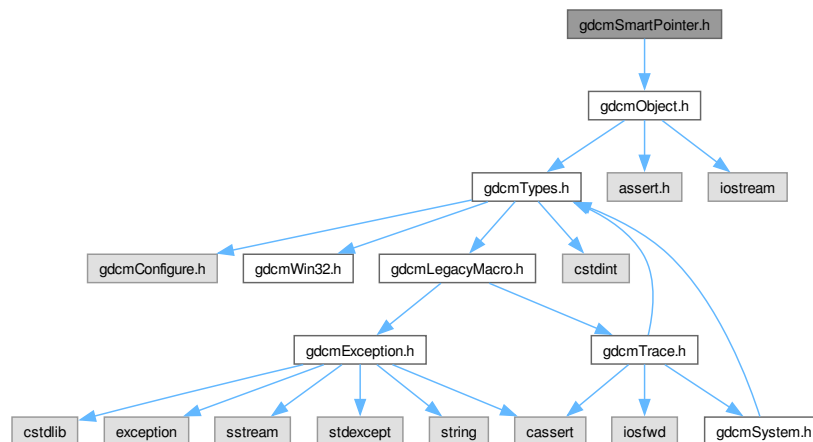 gdcmSmartPointer.h
gdcmObject.h
gdcmTypes.h
assert.h
iostream
gdcmConfigure.h
gdcmWin32.h
gdcmLegacyMacro.h
cstdint
gdcmException.h
gdcmTrace.h
cstdlib
exception
sstream
stdexcept
string
cassert
iosfwd
gdcmSystem.h